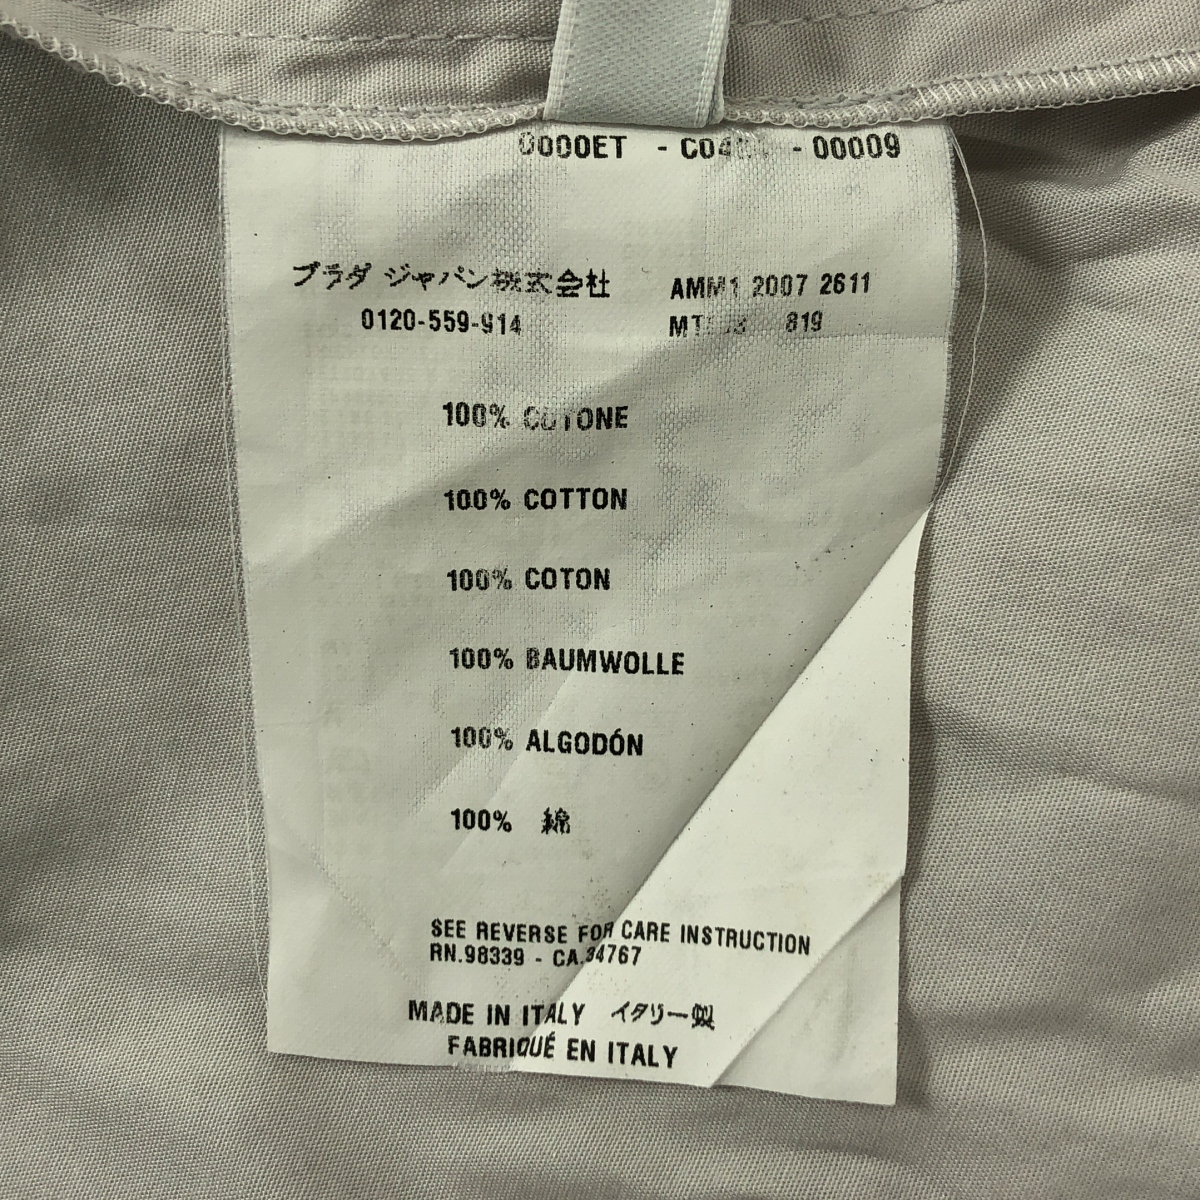 0000ET - - 00009
プラダ ジャパン株式会社 AMM1 2007 2611
0120-559-914 819
100% COTONE
100% COTTON
100% COTON
100% BAUMWOLLE
100% ALGODÓN
100% 綿
SEE REVERSE FOR CARE INSTRUCTION
RN.98339 - CA.34767
MADE IN ITALY イタリー製
FABRIQUÉ EN ITALY